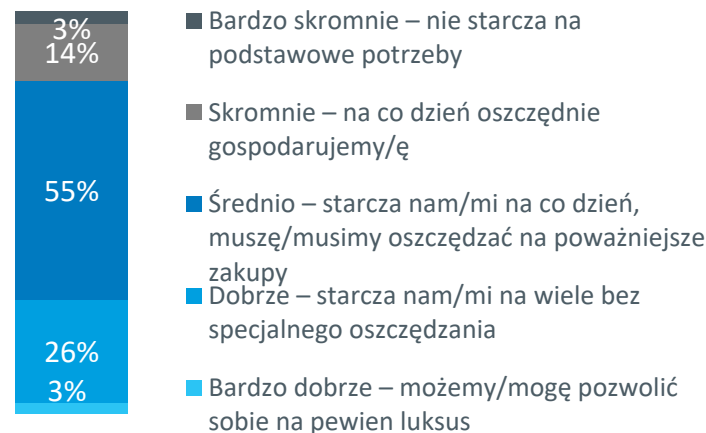 3%
14%
55%
26%
3%
Bardzo skromnie – nie starcza na
podstawowe potrzeby
Skromnie – na co dzień oszczędnie
gospodarujemy/ę
Średnio – starcza nam/mi na co dzień,
muszę/musimy oszczędzać na poważniejsze
zakupy
Dobrze – starcza nam/mi na wiele bez
specjalnego oszczędzania
Bardzo dobrze – możemy/mogę pozwolić
sobie na pewien luksus